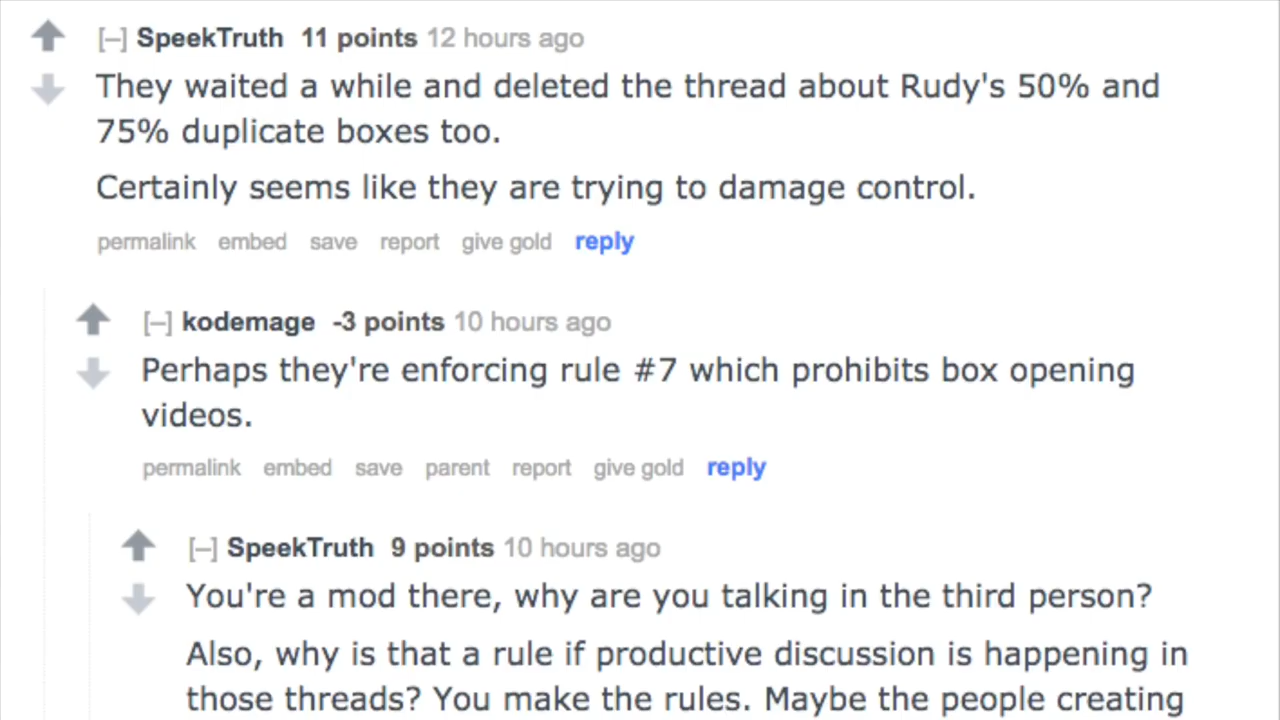 [–] SpeekTruth 11 points 12 hours ago
They waited a while and deleted the thread about Rudy's 50% and
75% duplicate boxes too.
Certainly seems like they are trying to damage control.
permalink embed save report give gold reply
[–] kodemage -3 points 10 hours ago
Perhaps they're enforcing rule #7 which prohibits box opening
videos.
permalink embed save parent report give gold reply
[–] SpeekTruth 9 points 10 hours ago
You're a mod there, why are you talking in the third person?
Also, why is that a rule if productive discussion is happening in
those threads? You make the rules. Maybe the people creating